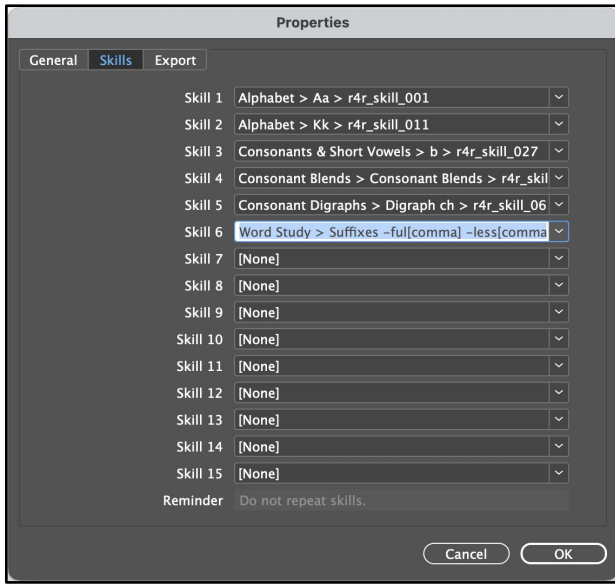 Properties
General Skills Export
Skill 1 Alphabet > Aa > r4r_skill_001
Skill 2 Alphabet > Kk > r4r_skill_011
Skill 3 Consonants & Short Vowels > b > r4r_skill_027
Skill 4 Consonant Blends > Consonant Blends > r4r_skil
Skill 5 Consonant Digraphs > Digraph ch > r4r_skill_06
Skill 6 Word Study > Suffixes -ful[comma] -less[comma
Skill 7 [None]
Skill 8 [None]
Skill 9 [None]
Skill 10 [None]
Skill 11 [None]
Skill 12 [None]
Skill 13 [None]
Skill 14 [None]
Skill 15 [None]
Reminder Do not repeat skills.
Cancel OK